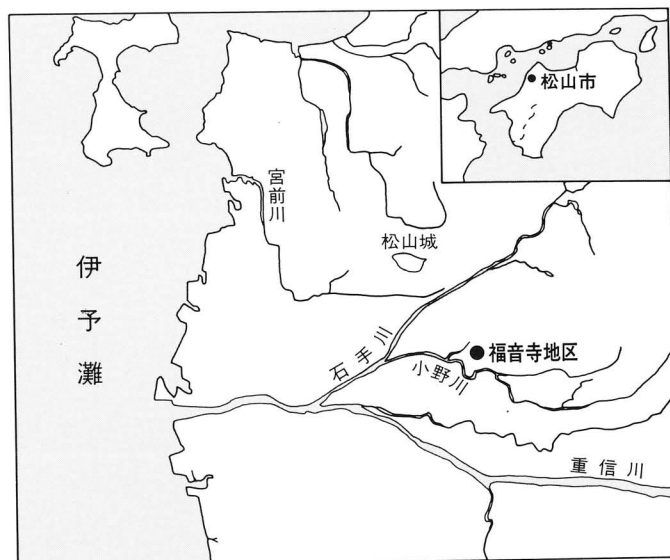 松山市
宮前川
松山城
伊予灘
石手川
福音寺地区
小野川
重信川